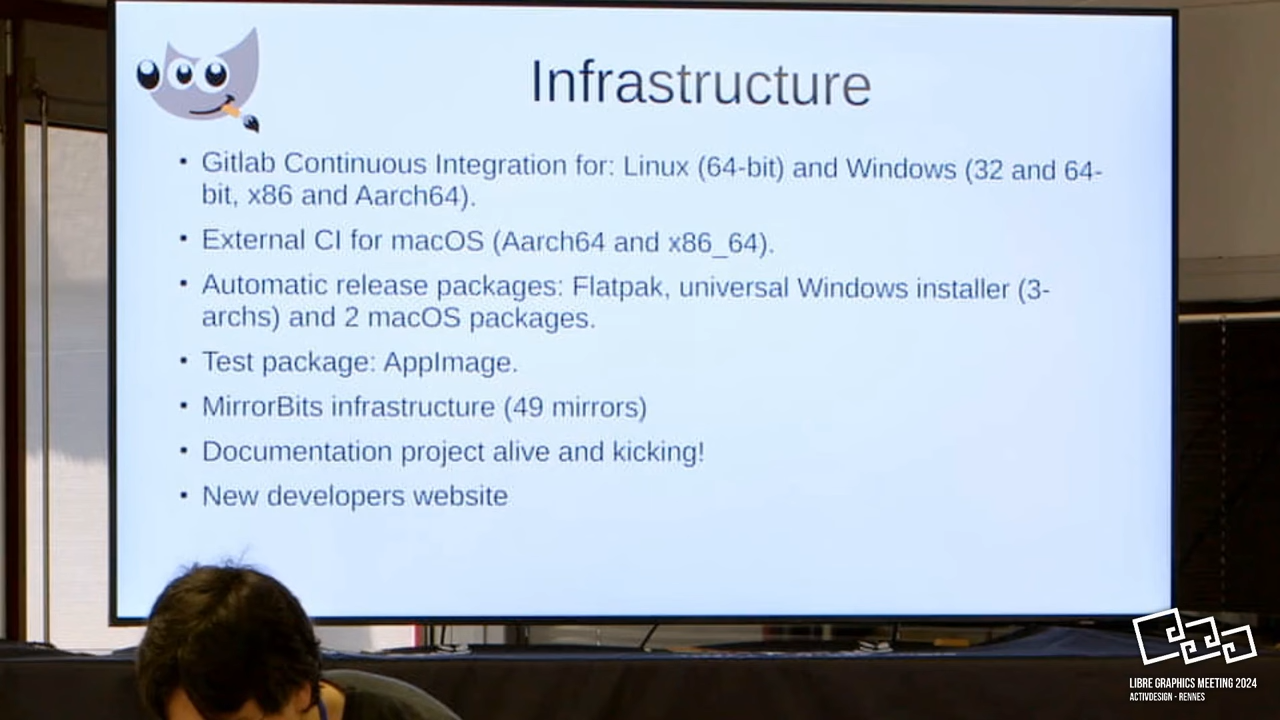 Infrastructure
• Gitlab Continuous Integration for: Linux (64-bit) and Windows (32 and 64-
bit, x86 and Aarch64).
• External CI for macOS (Aarch64 and x86_64).
• Automatic release packages: Flatpak, universal Windows installer (3-
archs) and 2 macOS packages.
• Test package: AppImage.
• MirrorBits infrastructure (49 mirrors)
• Documentation project alive and kicking!
• New developers website
LIBRE GRAPHICS MEETING 2024
ACTIVDESIGN - RENNES